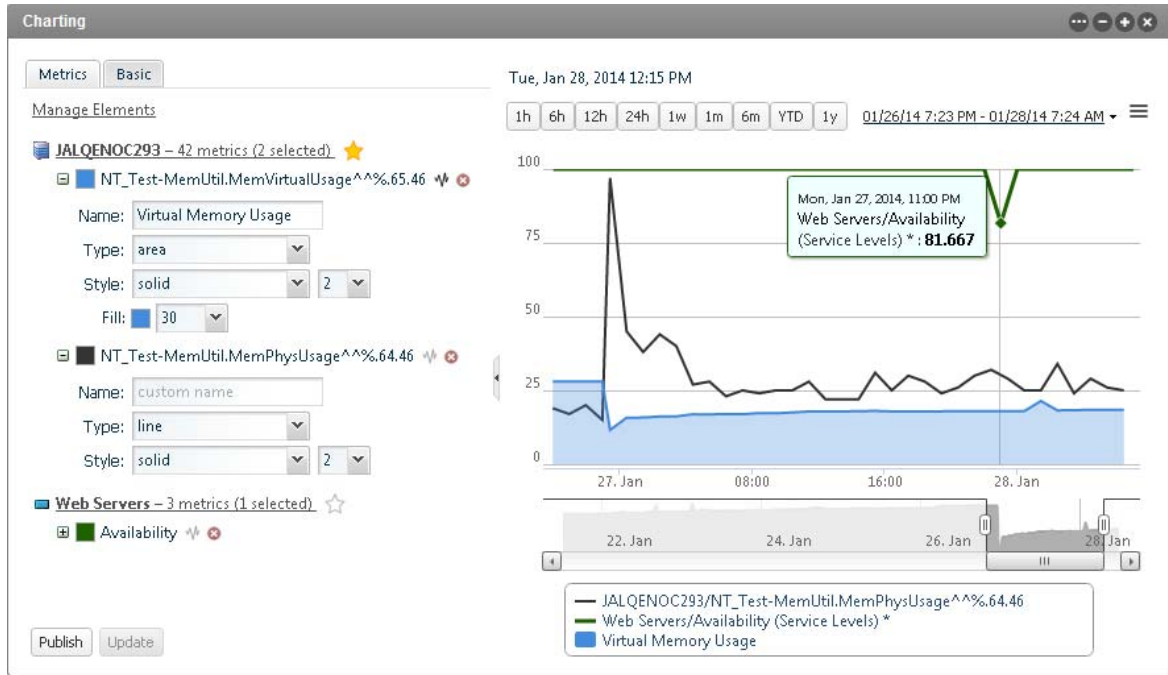 Charting
Metrics
Basic
Manage Elements
JALQENOC293 – 42 metrics (2 selected)
NT_Test-MemUtil.MemVirtualUsage^^%.65.46
Name: Virtual Memory Usage
Type: area
Style: solid 2
Fill: 30
NT_Test-MemUtil.MemPhysUsage^^%.64.46
Name: custom name
Type: line
Style: solid 2
Web Servers – 3 metrics (1 selected)
Availability
Publish
Update
Tue, Jan 28, 2014 12:15 PM
1h 6h 12h 24h 1w 1m 6m YTD 1y 01/26/14 7:23 PM - 01/28/14 7:24 AM
100
75
50
25
0
Mon, Jan 27, 2014, 11:00 PM
Web Servers/Availability
(Service Levels) * : 81.667
27. Jan 08:00 16:00 28. Jan
22. Jan 24. Jan 26. Jan 28. Jan
JALQENOC293/NT_Test-MemUtil.MemPhysUsage^^%.64.46
Web Servers/Availability (Service Levels) *
Virtual Memory Usage